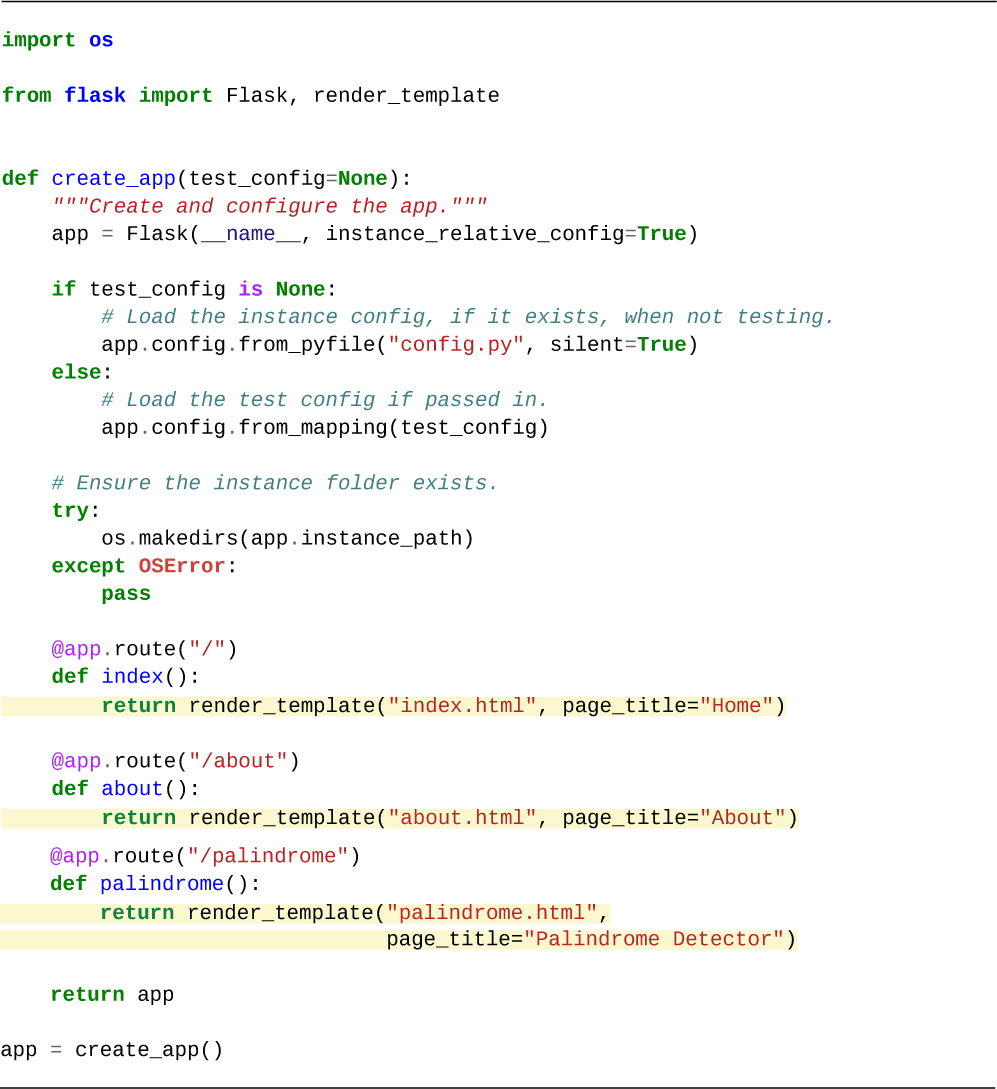 import os
from flask import Flask, render_template
def create_app(test_config=None):
    """Create and configure the app."""
    app = Flask(__name__, instance_relative_config=True)
    if test_config is None:
        # Load the instance config, if it exists, when not testing.
        app.config.from_pyfile("config.py", silent=True)
    else:
        # Load the test config if passed in.
        app.config.from_mapping(test_config)
    # Ensure the instance folder exists.
    try:
        os.makedirs(app.instance_path)
    except OSError:
        pass
    @app.route("/")
    def index():
        return render_template("index.html", page_title="Home")
    @app.route("/about")
    def about():
        return render_template("about.html", page_title="About")
    @app.route("/palindrome")
    def palindrome():
        return render_template("palindrome.html",
                               page_title="Palindrome Detector")
    return app
app = create_app()